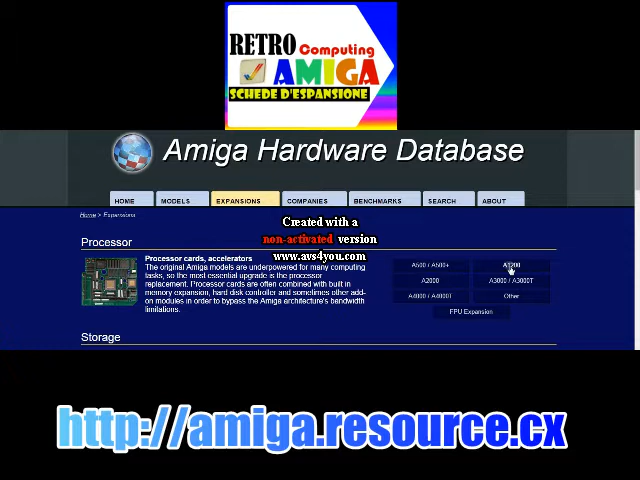 RETRO Computing
AMIGA
SCHEDE D'ESPANSIONE
Amiga Hardware Database
HOME MODELS EXPANSIONS COMPANIES BENCHMARKS SEARCH ABOUT
Home > Expansions
Created with a
non-activated version
www.avs4you.com
Processor
Processor cards, accelerators
The original Amiga models are underpowered for many computing
tasks, so the most essential upgrade is the processor
replacement. Processor cards are often combined with built in
memory expansion, hard disk controller and sometimes other add-
on modules in order to bypass the Amiga architecture's bandwidth
limitations.
A500 / A500+ A1200
A2000 A3000 / A3000T
A4000 / A4000T Other
FPU Expansion
Storage
http://amiga.resource.cx